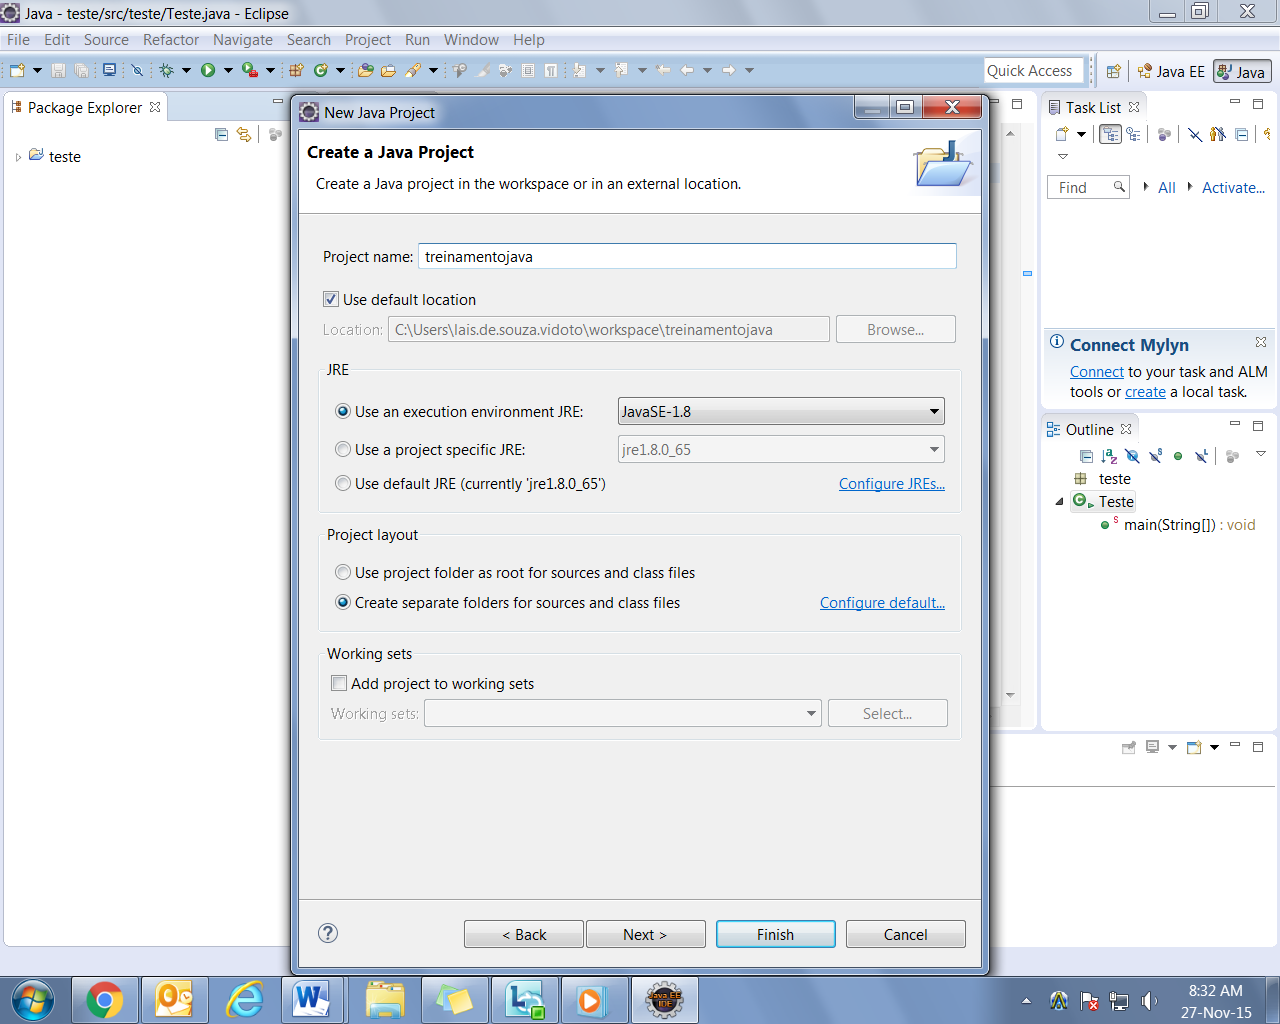 Java - teste/src/teste/Teste.java - Eclipse
File Edit Source Refactor Navigate Search Project Run Window Help
Quick Access Java EE Java
Package Explorer
teste
New Java Project
Create a Java Project
Create a Java project in the workspace or in an external location.
Project name: treinamentojava
Use default location
Location: C:\Users\lais.de.souza.vidoto\workspace\treinamentojava Browse...
JRE
Use an execution environment JRE: JavaSE-1.8
Use a project specific JRE: jre1.8.0_65
Use default JRE (currently 'jre1.8.0_65') Configure JREs...
Project layout
Use project folder as root for sources and class files
Create separate folders for sources and class files Configure default...
Working sets
Add project to working sets
Working sets: Select...
< Back Next > Finish Cancel
Task List
Find All Activate...
Connect Mylyn
Connect to your task and ALM
tools or create a local task.
Outline
teste
Teste
main(String[]) : void
Java EE
IDE
8:32 AM
27-Nov-15